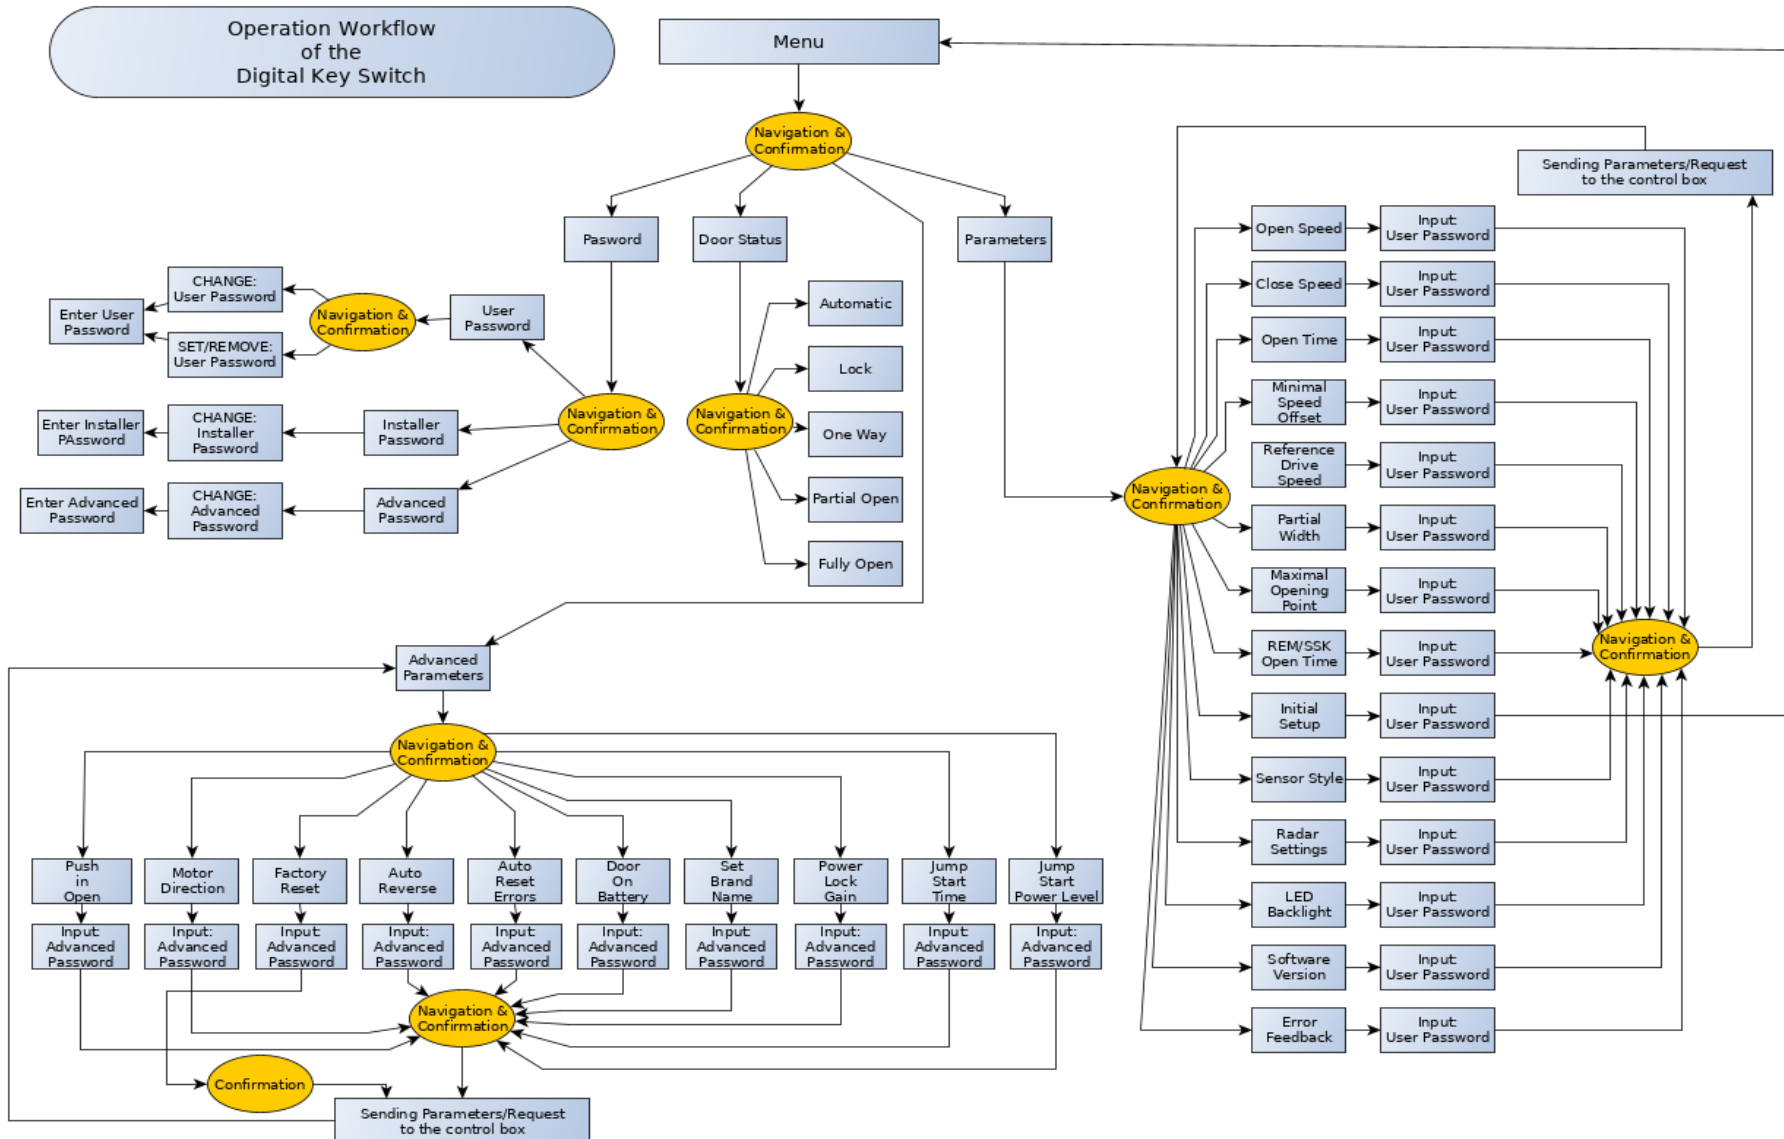 Operation Workflow
of the
Digital Key Switch
Menu
Navigation &
Confirmation
Sending Parameters/Request
to the control box
Pasword
Door Status
Parameters
CHANGE:
User Password
Enter User
Password
SET/REMOVE:
User Password
Navigation &
Confirmation
User
Password
Automatic
Lock
Enter Installer
PAssword
CHANGE:
Installer
Password
Installer
Password
Navigation &
Confirmation
Navigation &
Confirmation
One Way
Enter Advanced
Password
CHANGE:
Advanced
Password
Advanced
Password
Partial Open
Fully Open
Navigation &
Confirmation
Open Speed
Input:
User Password
Close Speed
Input:
User Password
Open Time
Input:
User Password
Minimal
Speed
Offset
Input:
User Password
Reference
Drive
Speed
Input:
User Password
Partial
Width
Input:
User Password
Maximal
Opening
Point
Input:
User Password
REM/SSK
Open Time
Input:
User Password
Navigation &
Confirmation
Initial
Setup
Input:
User Password
Sensor Style
Input:
User Password
Radar
Settings
Input:
User Password
LED
Backlight
Input:
User Password
Software
Version
Input:
User Password
Error
Feedback
Input:
User Password
Advanced
Parameters
Navigation &
Confirmation
Push
in
Open
Motor
Direction
Factory
Reset
Auto
Reverse
Auto
Reset
Errors
Door
On
Battery
Set
Brand
Name
Power
Lock
Gain
Jump
Start
Time
Jump
Start
Power Level
Input:
Advanced
Password
Input:
Advanced
Password
Input:
Advanced
Password
Input:
Advanced
Password
Input:
Advanced
Password
Input:
Advanced
Password
Input:
Advanced
Password
Input:
Advanced
Password
Input:
Advanced
Password
Input:
Advanced
Password
Navigation &
Confirmation
Confirmation
Sending Parameters/Request
to the control box